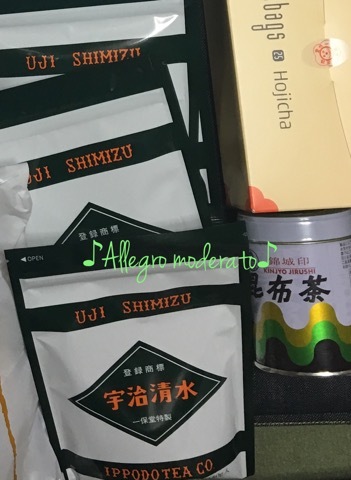 UJI SHIMIZU
bags 25 Hojicha
UJI SHIMIZU
登録商標
♪Allegro moderato♪
◀ OPEN
錦城印
KINJYO JIRUSHI
昆布茶
UJI SHIMIZU
登録商標
宇治清水
一保堂特製
IPPODO TEA CO